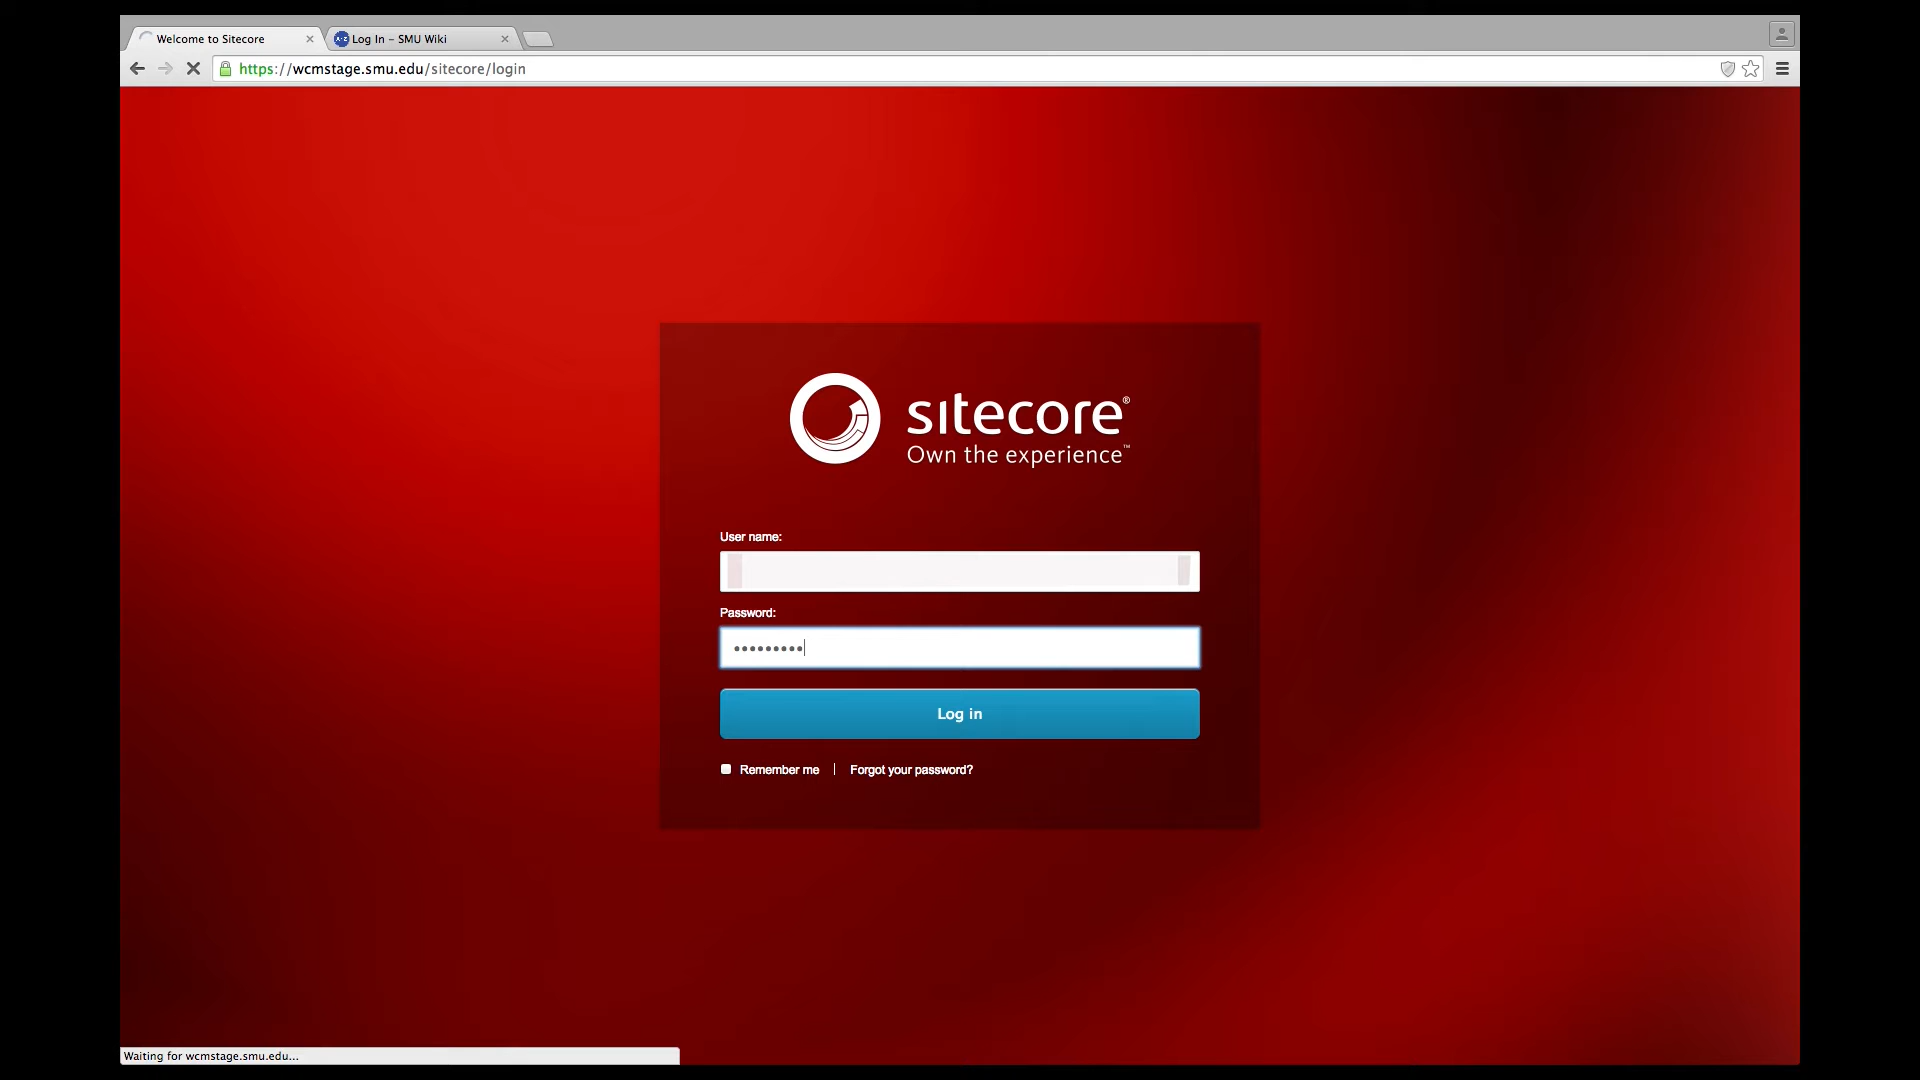 Welcome to Sitecore
Log In – SMU Wiki
https://wcmstage.smu.edu/sitecore/login
sitecore®
Own the experience™
User name:
Password:
•••••••••
Log in
Remember me | Forgot your password?
Waiting for wcmstage.smu.edu...